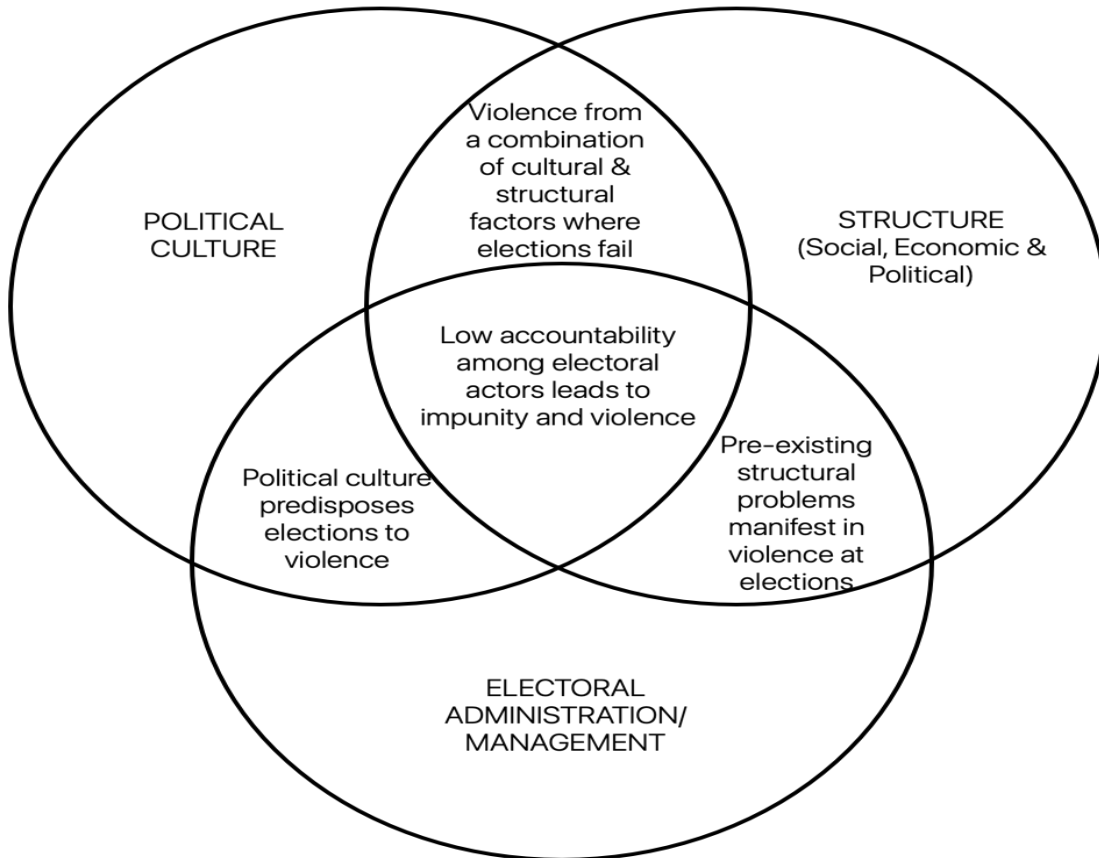 Violence from
a combination
of cultural &
structural
factors where
elections fail
POLITICAL
CULTURE
STRUCTURE
(Social, Economic &
Political)
Low accountability
among electoral
actors leads to
impunity and violence
Political culture
predisposes
elections to
violence
Pre-existing
structural
problems
manifest in
violence at
elections
ELECTORAL
ADMINISTRATION/
MANAGEMENT